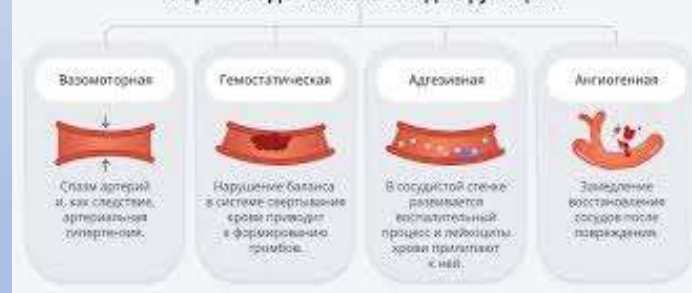 Вазомоторная
Спазм артерий
и, как следствие,
артериальная
гипертензия.
Гемостатическая
Нарушение баланса
в системе свертывания
крови приводит
к формированию
тромбов.
Адгезивная
В сосудистой стенке
развивается
воспалительный
процесс и лейкоциты
крови прилипают
к ней.
Ангиогенная
Замедление
восстановления
сосудов после
повреждения.